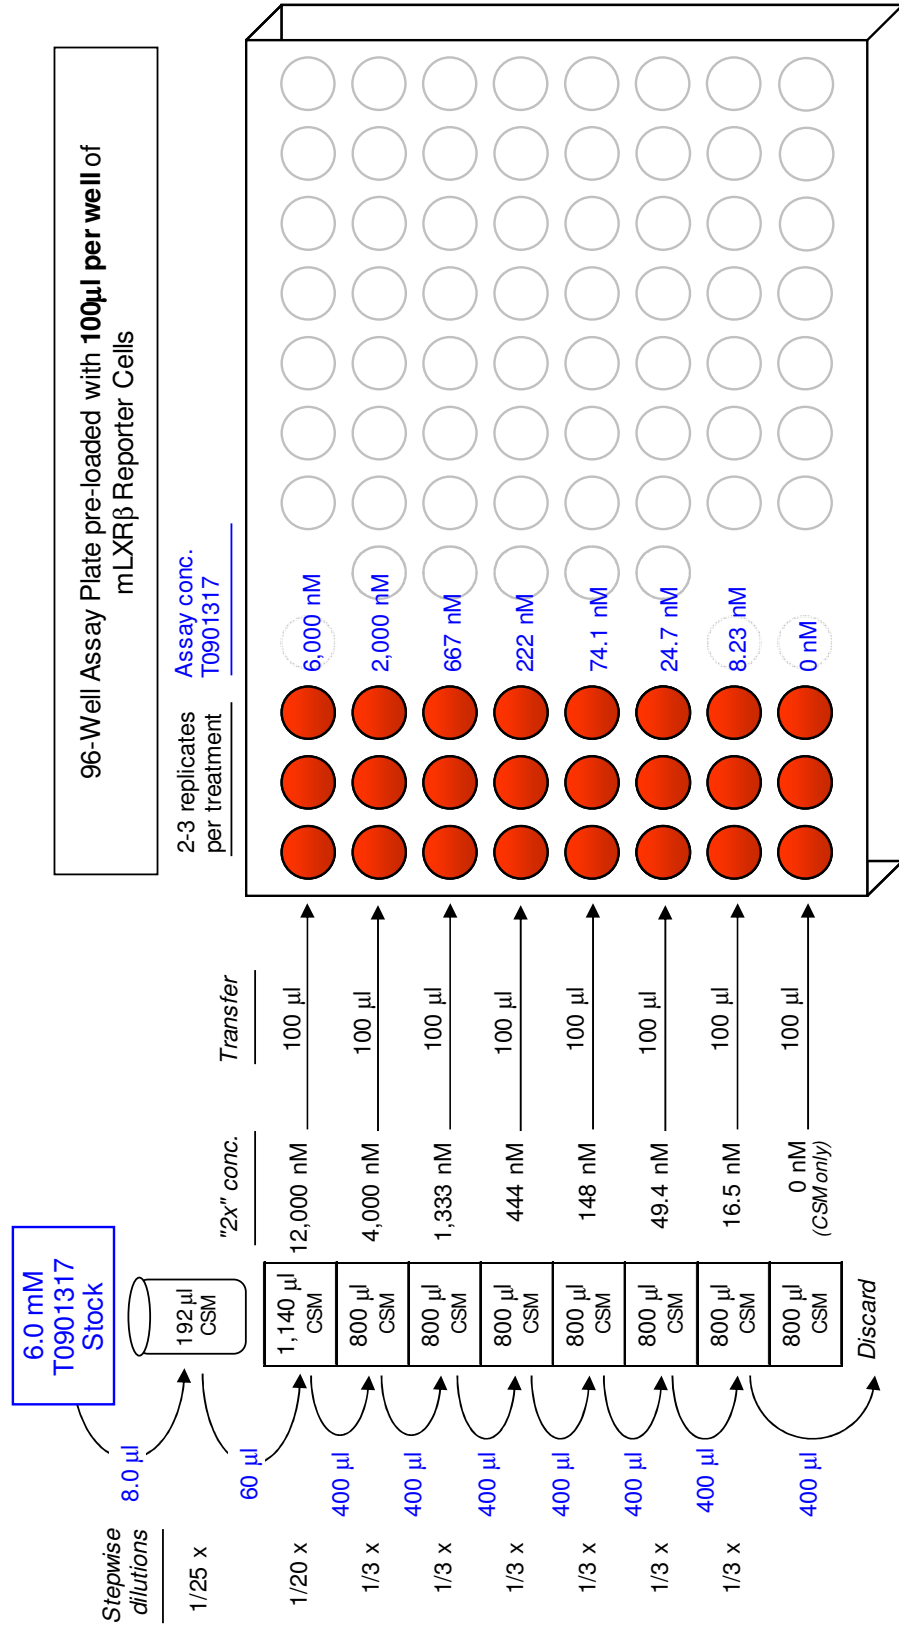 96-Well Assay Plate pre-loaded with 100µl per well of
mLXRβ Reporter Cells
6.0 mM
T0901317
Stock
Stepwise
dilutions
8.0 µl
192 µl
CSM
1/25 x
60 µl
"2x" conc.
Transfer
2-3 replicates
per treatment
Assay conc.
T0901317
1/20 x
1,140 µl
CSM
12,000 nM
100 µl
6,000 nM
400 µl
1/3 x
800 µl
CSM
4,000 nM
100 µl
2,000 nM
400 µl
1/3 x
800 µl
CSM
1,333 nM
100 µl
667 nM
400 µl
1/3 x
800 µl
CSM
444 nM
100 µl
222 nM
400 µl
1/3 x
800 µl
CSM
148 nM
100 µl
74.1 nM
400 µl
1/3 x
800 µl
CSM
49.4 nM
100 µl
24.7 nM
400 µl
1/3 x
800 µl
CSM
16.5 nM
100 µl
8.23 nM
400 µl
800 µl
CSM
0 nM
(CSM only)
100 µl
0 nM
Discard